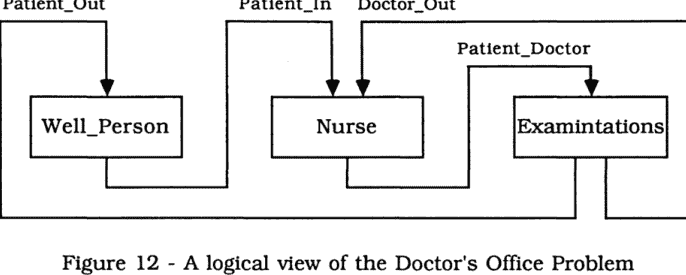 Patient_Out Patient_In Doctor_Out
Patient_Doctor
Well_Person Nurse Examintations
Figure 12 - A logical view of the Doctor's Office Problem